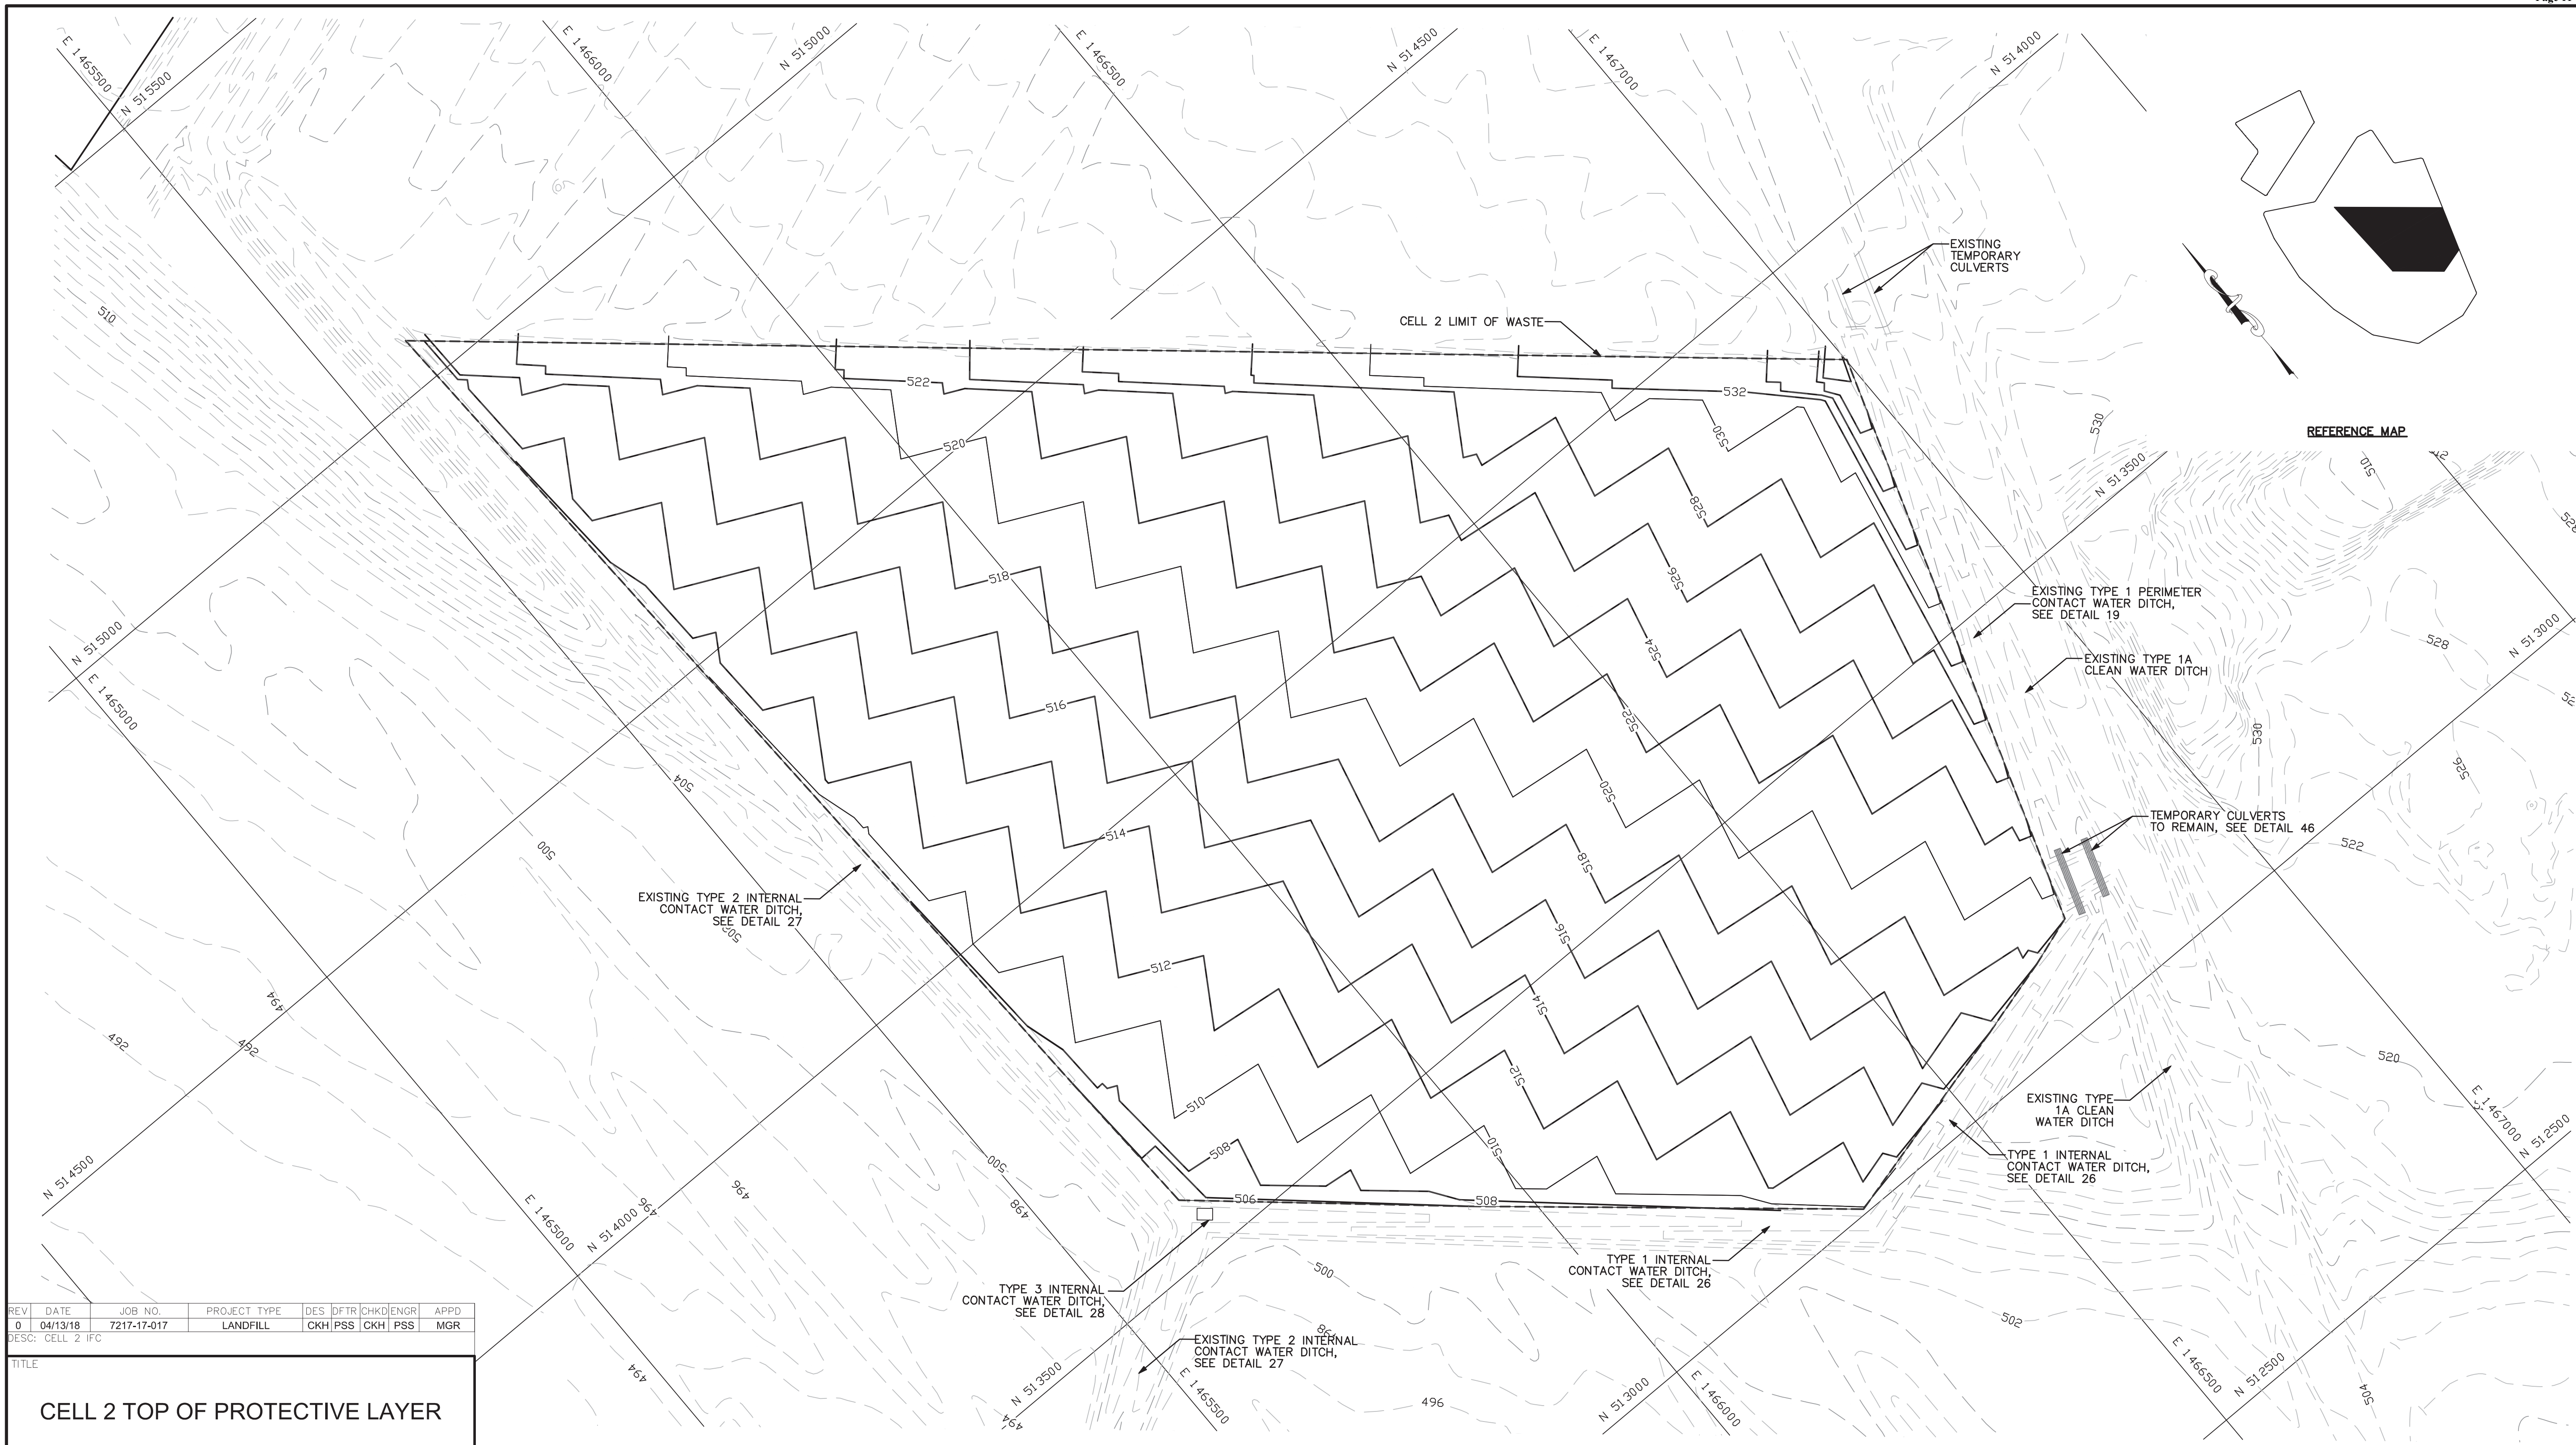 E 1465500
N 515500
E 1466000
N 515000
E 1466500
N 514500
E 1467000
N 514000
EXISTING
TEMPORARY
CULVERTS
CELL 2 LIMIT OF WASTE
REFERENCE MAP
510
522
532
530
520
530
510
N 513500
528
528
518
526
EXISTING TYPE 1 PERIMETER
CONTACT WATER DITCH,
SEE DETAIL 19
N 513000
528
N 515000
524
EXISTING TYPE 1A
CLEAN WATER DITCH
E 1465000
516
522
530
526
504
520
TEMPORARY CULVERTS
TO REMAIN, SEE DETAIL 46
522
514
500
518
EXISTING TYPE 2 INTERNAL
CONTACT WATER DITCH,
SEE DETAIL 27
516
512
494
514
492
492
520
512
510
EXISTING TYPE
1A CLEAN
WATER DITCH
E 1467000
N 512500
510
508
TYPE 1 INTERNAL
CONTACT WATER DITCH,
SEE DETAIL 26
N 514500
500
496
506
508
498
496
E 1465000
N 514000
TYPE 1 INTERNAL
CONTACT WATER DITCH,
SEE DETAIL 26
500
TYPE 3 INTERNAL
CONTACT WATER DITCH,
SEE DETAIL 28
502
498
EXISTING TYPE 2 INTERNAL
CONTACT WATER DITCH,
SEE DETAIL 27
494
N 513500
E 1465500
N 513000
E 1466000
E 1466500
N 512500
504
496
494
REV DATE JOB NO. PROJECT TYPE DES DFTR CHKD ENGR APPD
0 04/13/18 7217-17-017 LANDFILL CKH PSS CKH PSS MGR
DESC: CELL 2 IFC
TITLE
CELL 2 TOP OF PROTECTIVE LAYER